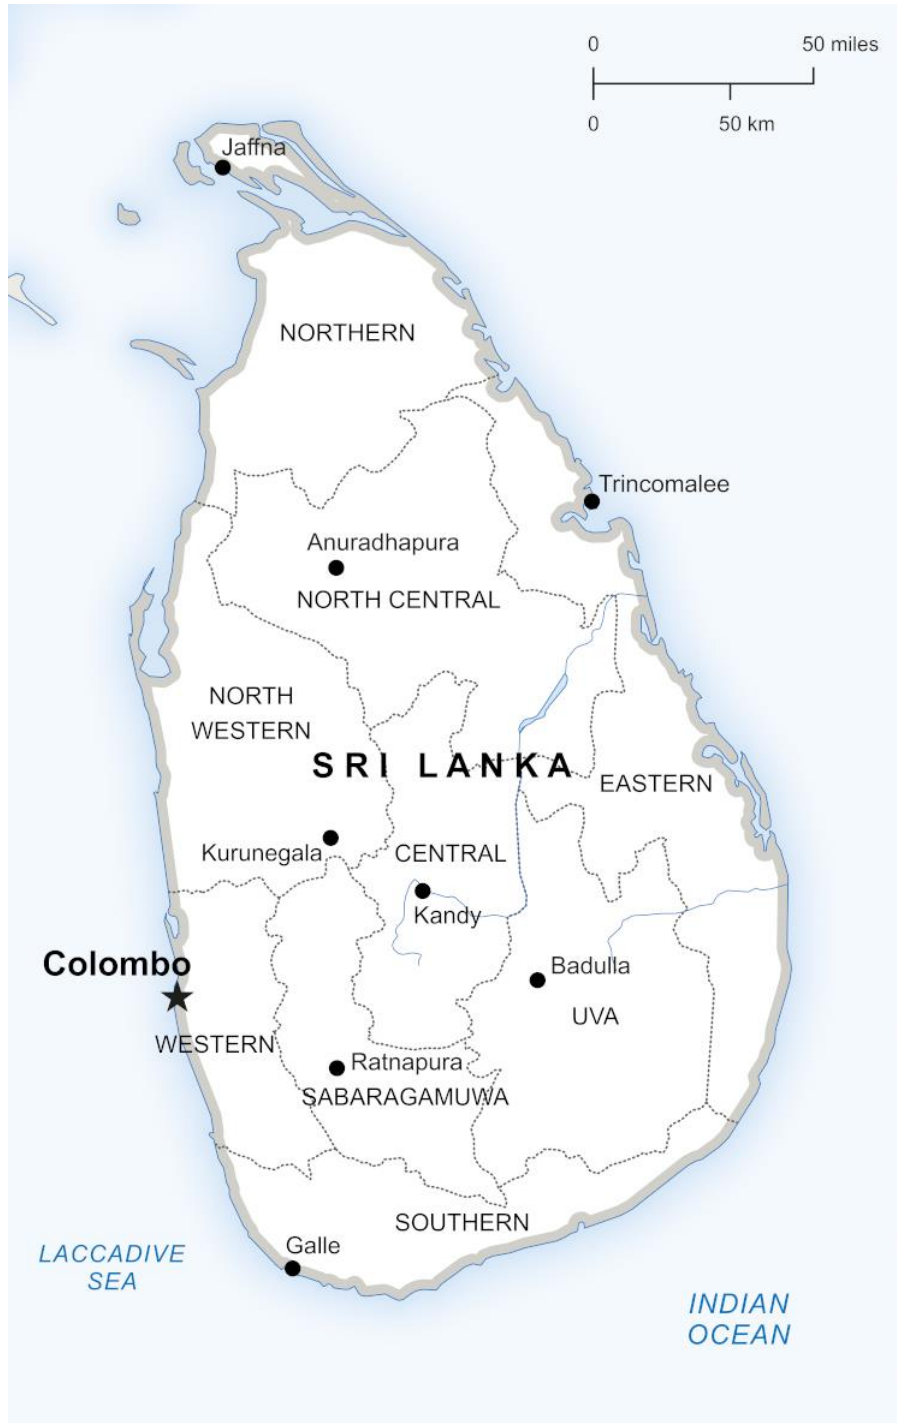 0 50 miles
0 50 km
Jaffna
NORTHERN
Trincomalee
Anuradhapura
NORTH CENTRAL
NORTH
WESTERN
SRI LANKA
EASTERN
Kurunegala
CENTRAL
Kandy
Colombo
Badulla
UVA
WESTERN
Ratnapura
SABARAGAMUWA
SOUTHERN
Galle
LACCADIVE
SEA
INDIAN
OCEAN